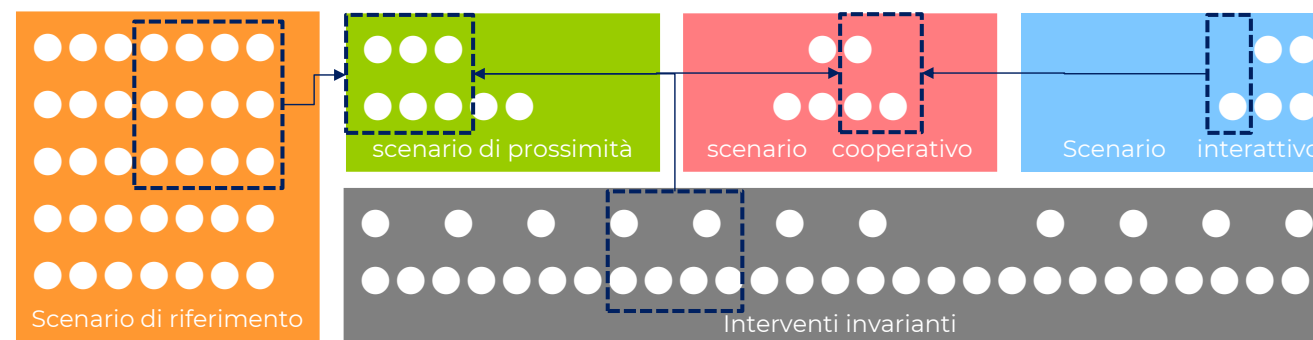 scenario di prossimità
scenario cooperativo
Scenario interattivo
Scenario di riferimento
Interventi invarianti